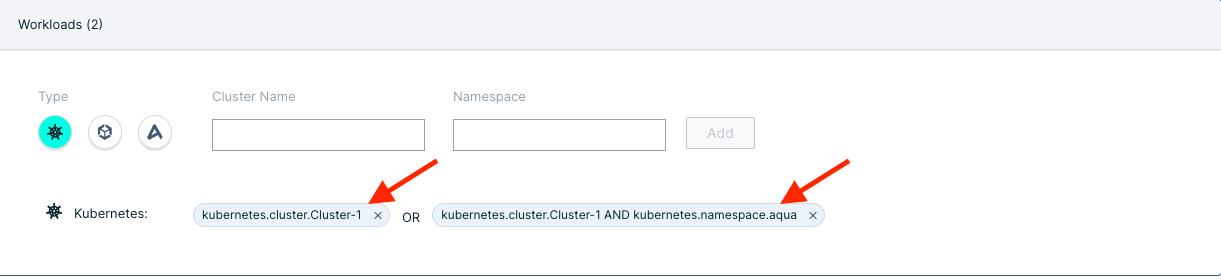 Workloads (2)
Type Cluster Name Namespace
Add
Kubernetes: kubernetes.cluster.Cluster-1 × OR kubernetes.cluster.Cluster-1 AND kubernetes.namespace.aqua ×